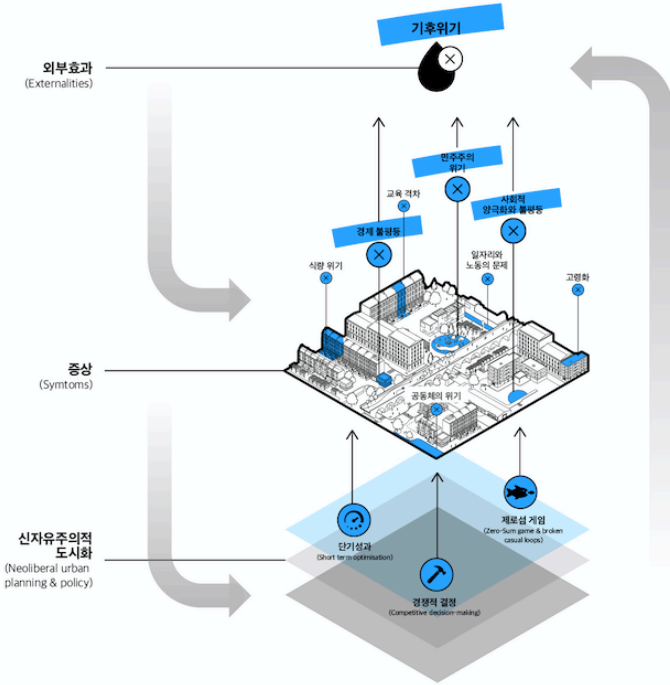 기후위기
외부효과
(Externalities)
민주주의
위기
교육 격차
사회적
양극화와 불평등
경제 불평등
식량 위기
일자리와
노동의 문제
고령화
증상
(Symtoms)
공동체의 위기
신자유주의적
도시화
(Neoliberal urban
planning & policy)
단기성과
(Short term optimisation)
제로섬 게임
(Zero-Sum game & broken
casual loops)
경쟁적 결정
(Competitive decision-making)